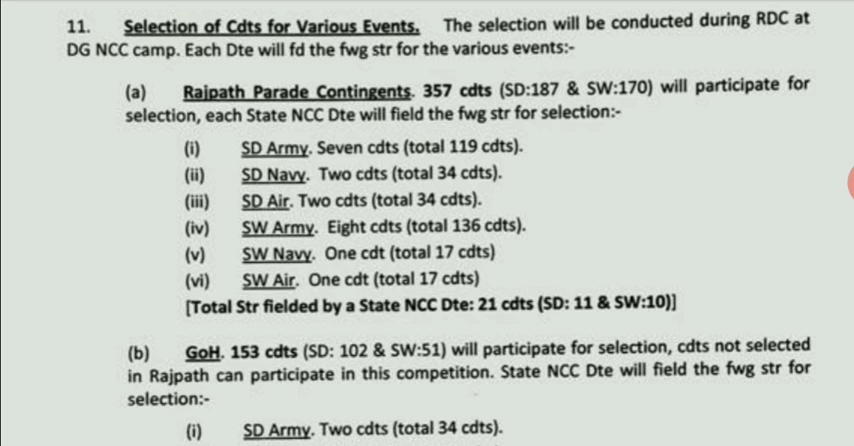 11. Selection of Cdts for Various Events. The selection will be conducted during RDC at
DG NCC camp. Each Dte will fd the fwg str for the various events:-
(a) Rajpath Parade Contingents. 357 cdts (SD:187 & SW:170) will participate for
selection, each State NCC Dte will field the fwg str for selection:-
(i) SD Army. Seven cdts (total 119 cdts).
(ii) SD Navy. Two cdts (total 34 cdts).
(iii) SD Air. Two cdts (total 34 cdts).
(iv) SW Army. Eight cdts (total 136 cdts).
(v) SW Navy. One cdt (total 17 cdts)
(vi) SW Air. One cdt (total 17 cdts)
[Total Str fielded by a State NCC Dte: 21 cdts (SD: 11 & SW:10)]
(b) GoH. 153 cdts (SD: 102 & SW:51) will participate for selection, cdts not selected
in Rajpath can participate in this competition. State NCC Dte will field the fwg str for
selection:-
(i) SD Army. Two cdts (total 34 cdts).